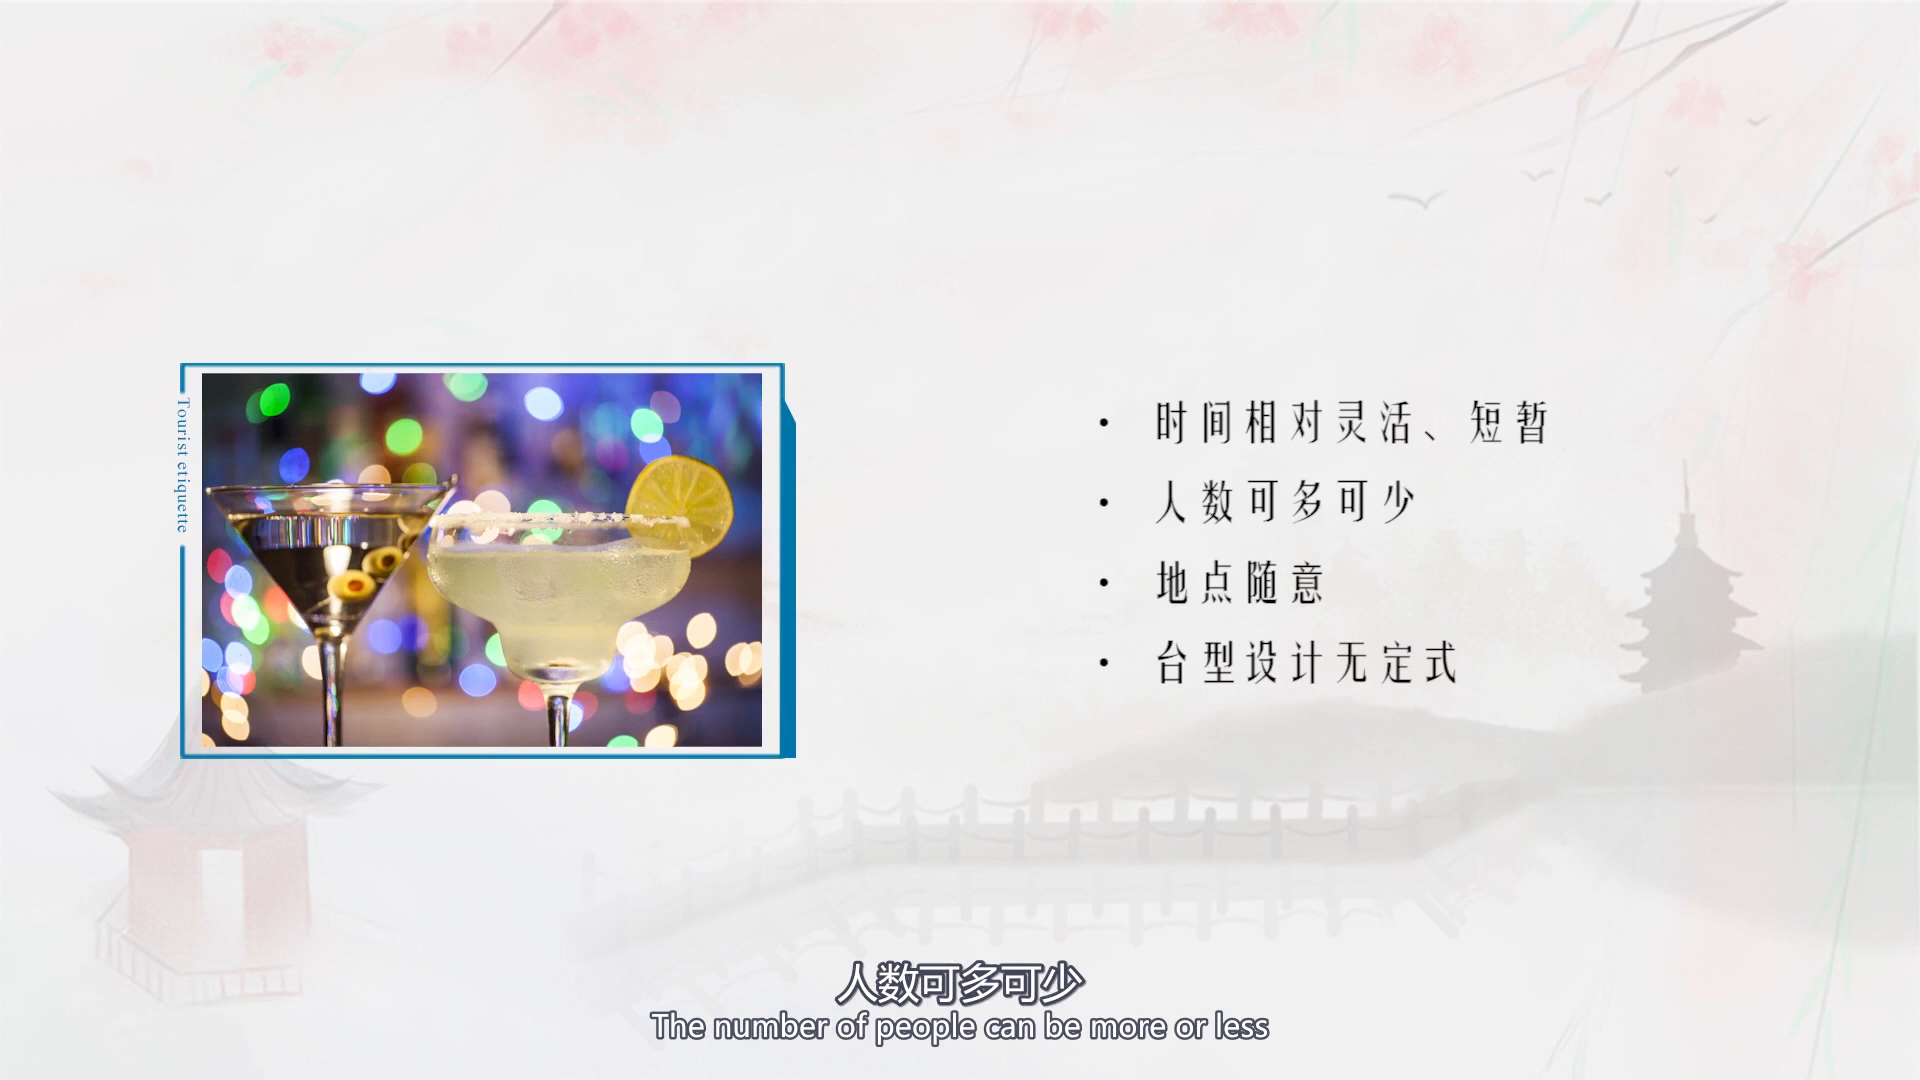 Tourist etiquette
• 时间相对灵活、短暂
• 人数可多可少
• 地点随意
• 台型设计无定式
人数可多可少
The number of people can be more or less